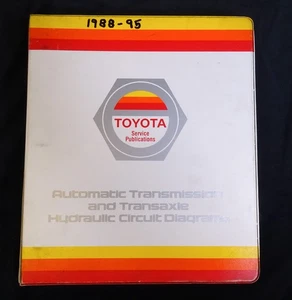 1988-95
TOYOTA
Service
Publications
Automatic Transmission
and Transaxle
Hydraulic Circuit Diagrams